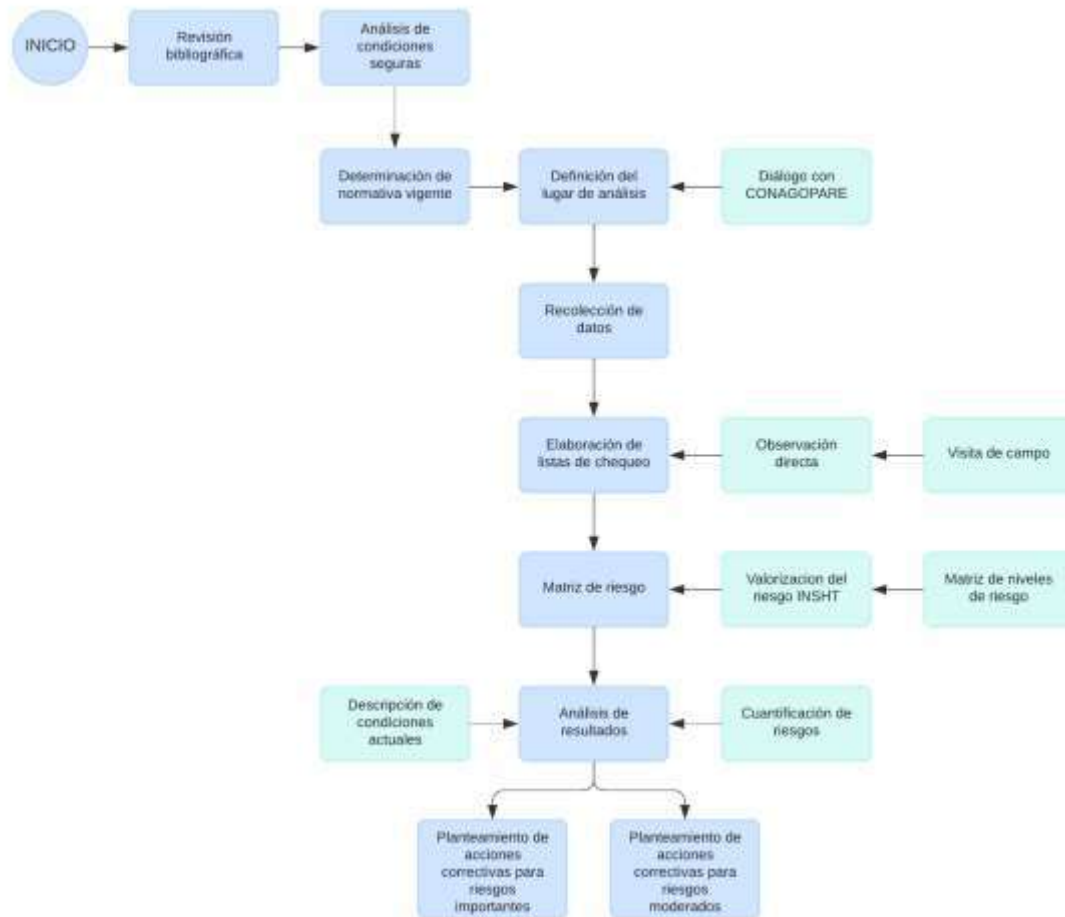 INICIO
Revisión
bibliográfica
Análisis de
condiciones
seguras
Determinación de
normativa vigente
Definición del
lugar de análisis
Diálogo con
CONAGOPARE
Recolección de
datos
Elaboración de
listas de chequeo
Observación
directa
Visita de campo
Matriz de riesgo
Valorizacion del
riesgo INSHT
Matriz de niveles
de riesgo
Descripción de
condiciones
actuales
Análisis de
resultados
Cuantificación de
riesgos
Planteamiento de
acciones
correctivas para
riesgos
importantes
Planteamiento de
acciones
correctivas para
riesgos
moderados